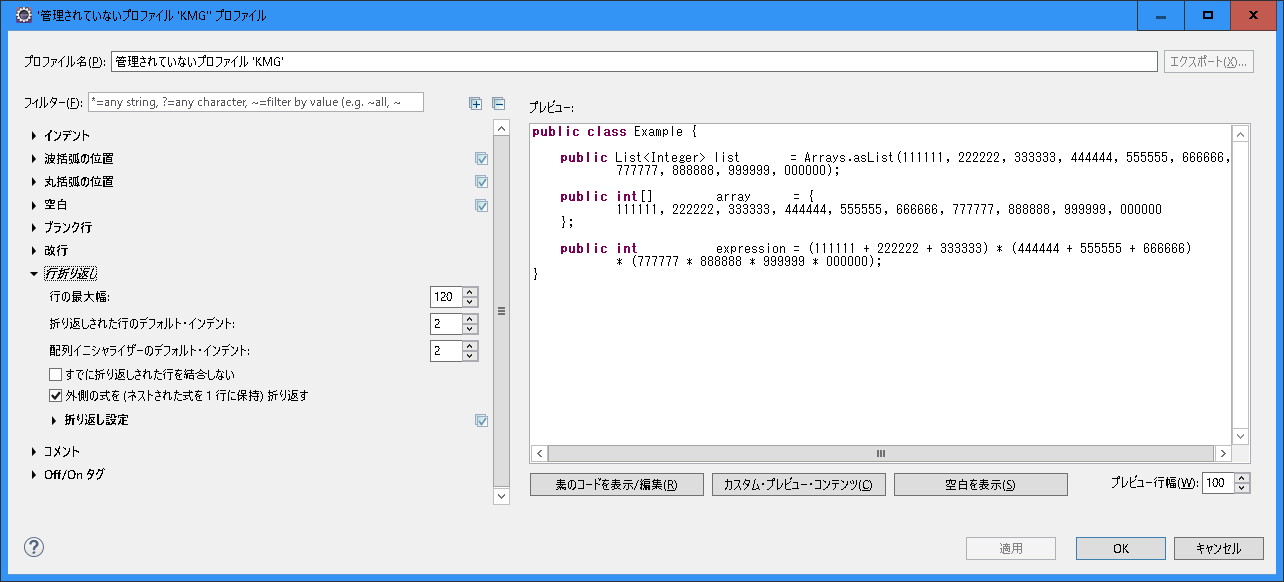 '管理されていないプロファイル 'KMG'' プロファイル
プロファイル名(P): 管理されていないプロファイル 'KMG' エクスポート(X)...
フィルター(F): *=any string, ?=any character, ~=filter by value (e.g. ~all, ~
プレビュー:
インデント
波括弧の位置
丸括弧の位置
空白
ブランク行
改行
行折り返し
行の最大幅: 120
折り返しされた行のデフォルト・インデント: 2
配列イニシャライザーのデフォルト・インデント: 2
すでに折り返しされた行を結合しない
外側の式を (ネストされた式を 1 行に保持) 折り返す
折り返し設定
コメント
Off/On タグ
public class Example {
public List<Integer> list = Arrays.asList(111111, 222222, 333333, 444444, 555555, 666666,
777777, 888888, 999999, 000000);
public int[] array = {
111111, 222222, 333333, 444444, 555555, 666666, 777777, 888888, 999999, 000000
};
public int expression = (111111 + 222222 + 333333) * (444444 + 555555 + 666666)
* (777777 * 888888 * 999999 * 000000);
}
素のコードを表示/編集(R) カスタム・プレビュー・コンテンツ(C) 空白を表示(S) プレビュー行幅(W): 100
? 適用 OK キャンセル